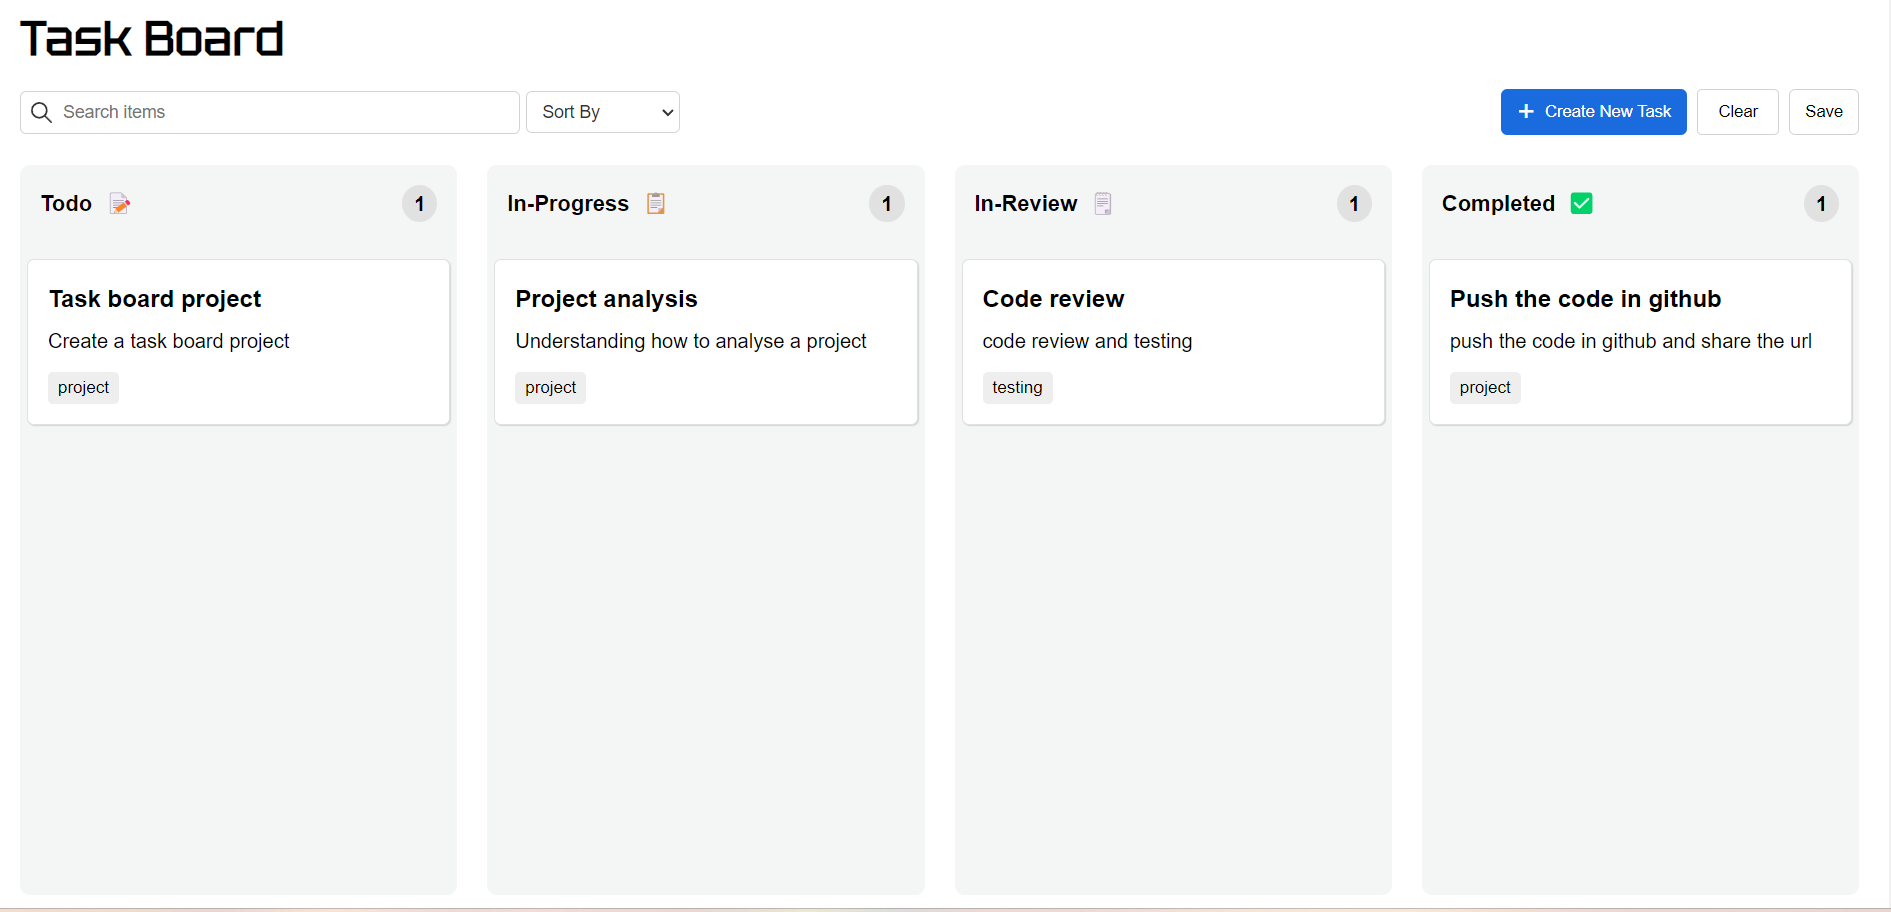 Task Board
Search items
Sort By
Create New Task
Clear
Save
Todo
1
Task board project
Create a task board project
project
In-Progress
1
Project analysis
Understanding how to analyse a project
project
In-Review
1
Code review
code review and testing
testing
Completed
1
Push the code in github
push the code in github and share the url
project